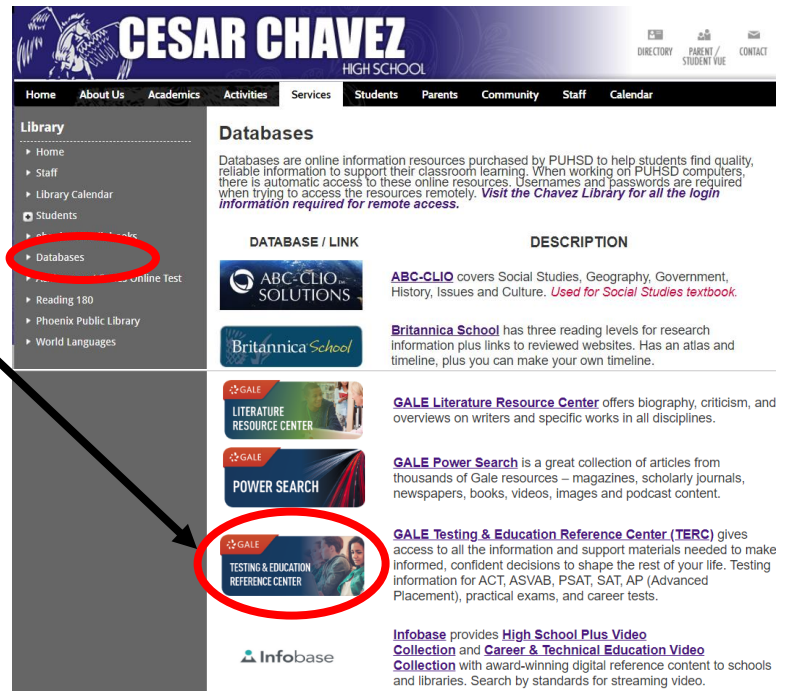 CESAR CHAVEZ
HIGH SCHOOL
DIRECTORY
PARENT /
STUDENT VUE
CONTACT
Home About Us Academics Activities Services Students Parents Community Staff Calendar
Library
Home
Staff
Library Calendar
Students
Databases
Online Test
Reading 180
Phoenix Public Library
World Languages
Databases
Databases are online information resources purchased by PUHSD to help students find quality,
reliable information to support their classroom learning. When working on PUHSD computers,
there is automatic access to these online resources. Usernames and passwords are required
when trying to access the resources remotely. Visit the Chavez Library for all the login
information required for remote access.
DATABASE / LINK DESCRIPTION
ABC-CLIO
SOLUTIONS
ABC-CLIO covers Social Studies, Geography, Government,
History, Issues and Culture. Used for Social Studies textbook.
Britannica School
Britannica School has three reading levels for research
information plus links to reviewed websites. Has an atlas and
timeline, plus you can make your own timeline.
GALE
LITERATURE
RESOURCE CENTER
GALE Literature Resource Center offers biography, criticism, and
overviews on writers and specific works in all disciplines.
GALE
POWER SEARCH
GALE Power Search is a great collection of articles from
thousands of Gale resources – magazines, scholarly journals,
newspapers, books, videos, images and podcast content.
GALE
TESTING & EDUCATION
REFERENCE CENTER
GALE Testing & Education Reference Center (TERC) gives
access to all the information and support materials needed to make
informed, confident decisions to shape the rest of your life. Testing
information for ACT, ASVAB, PSAT, SAT, AP (Advanced
Placement), practical exams, and career tests.
Infobase
Infobase provides High School Plus Video
Collection and Career & Technical Education Video
Collection with award-winning digital reference content to schools
and libraries. Search by standards for streaming video.